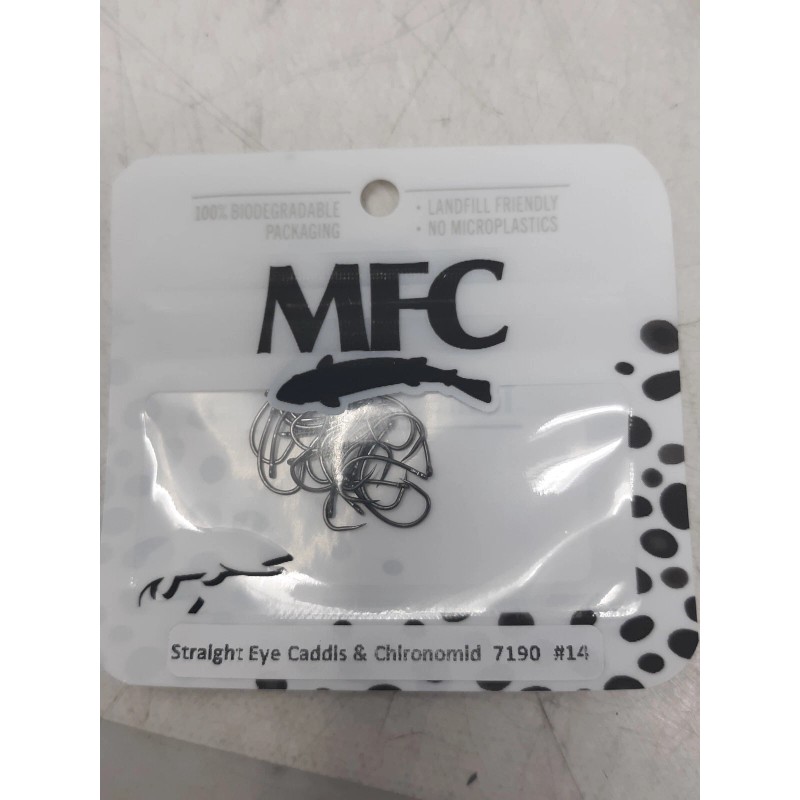 100% BIODEGRADABLE
PACKAGING
· LANDFILL FRIENDLY
· NO MICROPLASTICS
MFC
Straight Eye Caddis & Chironomid 7190 #14